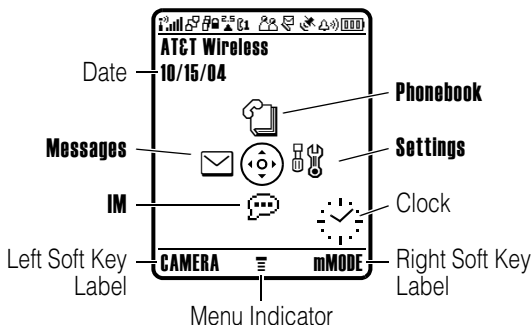 AT&T Wireless
Date
10/15/04
Phonebook
Messages
Settings
IM
Clock
Left Soft Key
Label
CAMERA
mMODE
Right Soft Key
Label
Menu Indicator